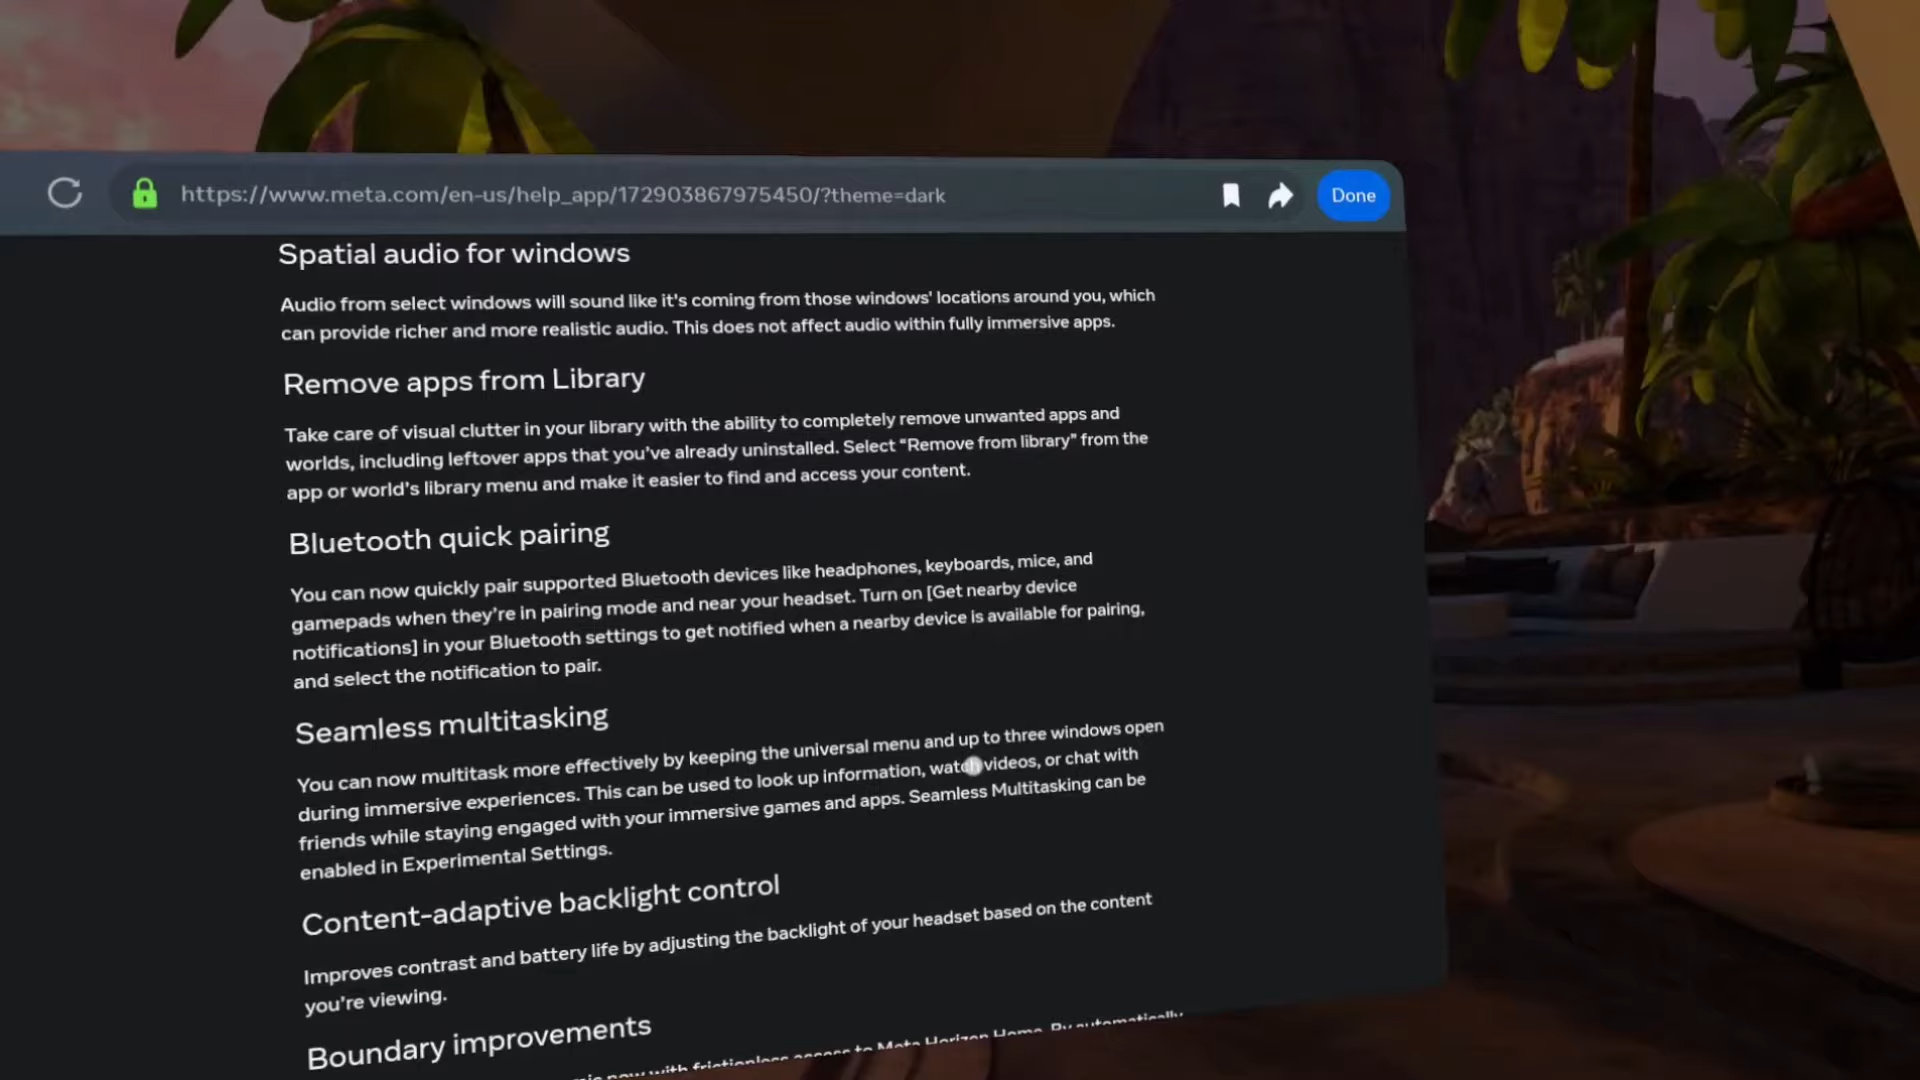 https://www.meta.com/en-us/help_app/172903867975450/?theme=dark
Done
Spatial audio for windows
Audio from select windows will sound like it's coming from those windows' locations around you, which
can provide richer and more realistic audio. This does not affect audio within fully immersive apps.
Remove apps from Library
Take care of visual clutter in your library with the ability to completely remove unwanted apps and
worlds, including leftover apps that you've already uninstalled. Select "Remove from library" from the
app or world's library menu and make it easier to find and access your content.
Bluetooth quick pairing
You can now quickly pair supported Bluetooth devices like headphones, keyboards, mice, and
gamepads when they're in pairing mode and near your headset. Turn on [Get nearby device
notifications] in your Bluetooth settings to get notified when a nearby device is available for pairing,
and select the notification to pair.
Seamless multitasking
You can now multitask more effectively by keeping the universal menu and up to three windows open
during immersive experiences. This can be used to look up information, watch videos, or chat with
friends while staying engaged with your immersive games and apps. Seamless Multitasking can be
enabled in Experimental Settings.
Content-adaptive backlight control
Improves contrast and battery life by adjusting the backlight of your headset based on the content
you're viewing.
Boundary improvements
now with frictionless access to Meta Horizon Home. By automatically